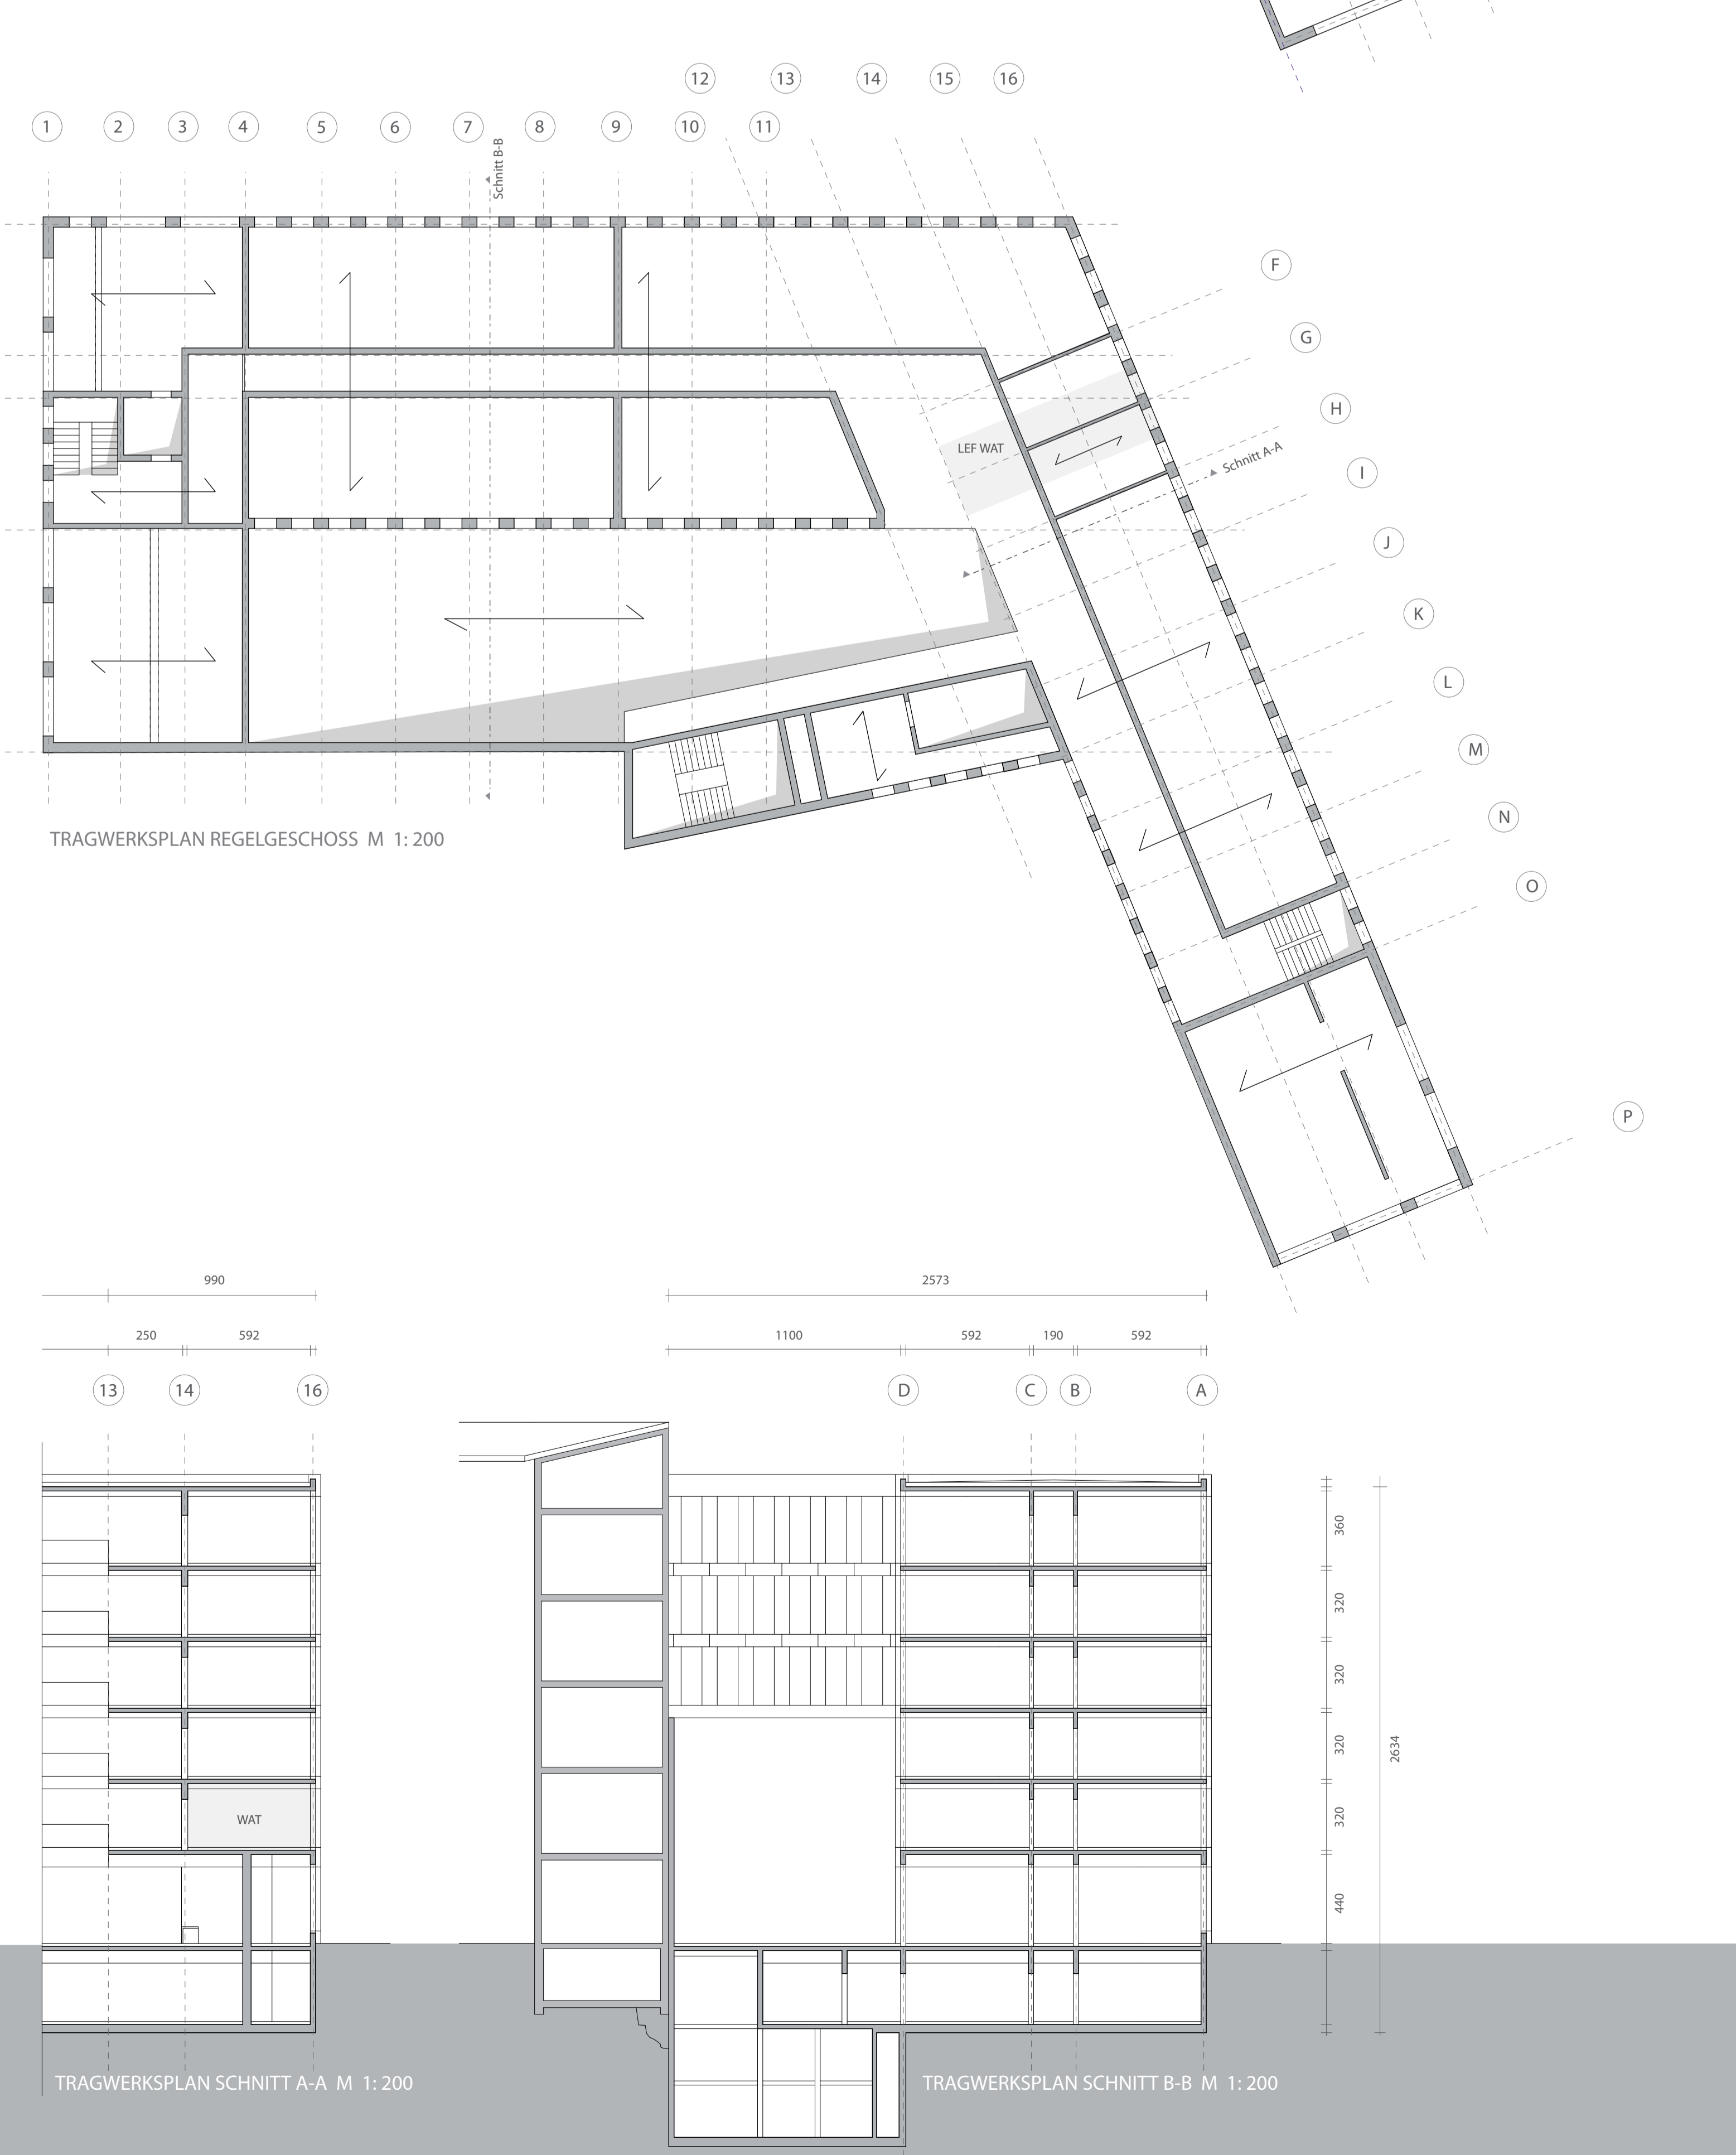 12 13 14 15 16
1 2 3 4 5 6 7 8 9 10 11
Schnitt B-B
F
G
H
LEF WAT
Schnitt A-A
I
J
K
L
M
N
O
P
TRAGWERKSPLAN REGELGESCHOSS M 1: 200
990
250 592
13 14 16
WAT
TRAGWERKSPLAN SCHNITT A-A M 1: 200
2573
1100 592 190 592
D C B A
360
320
320
320
320
440
2634
TRAGWERKSPLAN SCHNITT B-B M 1: 200